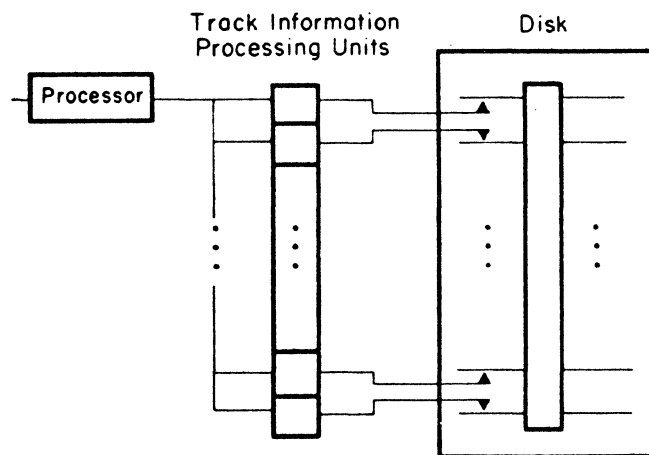 Track Information
Processing Units
Disk
Processor